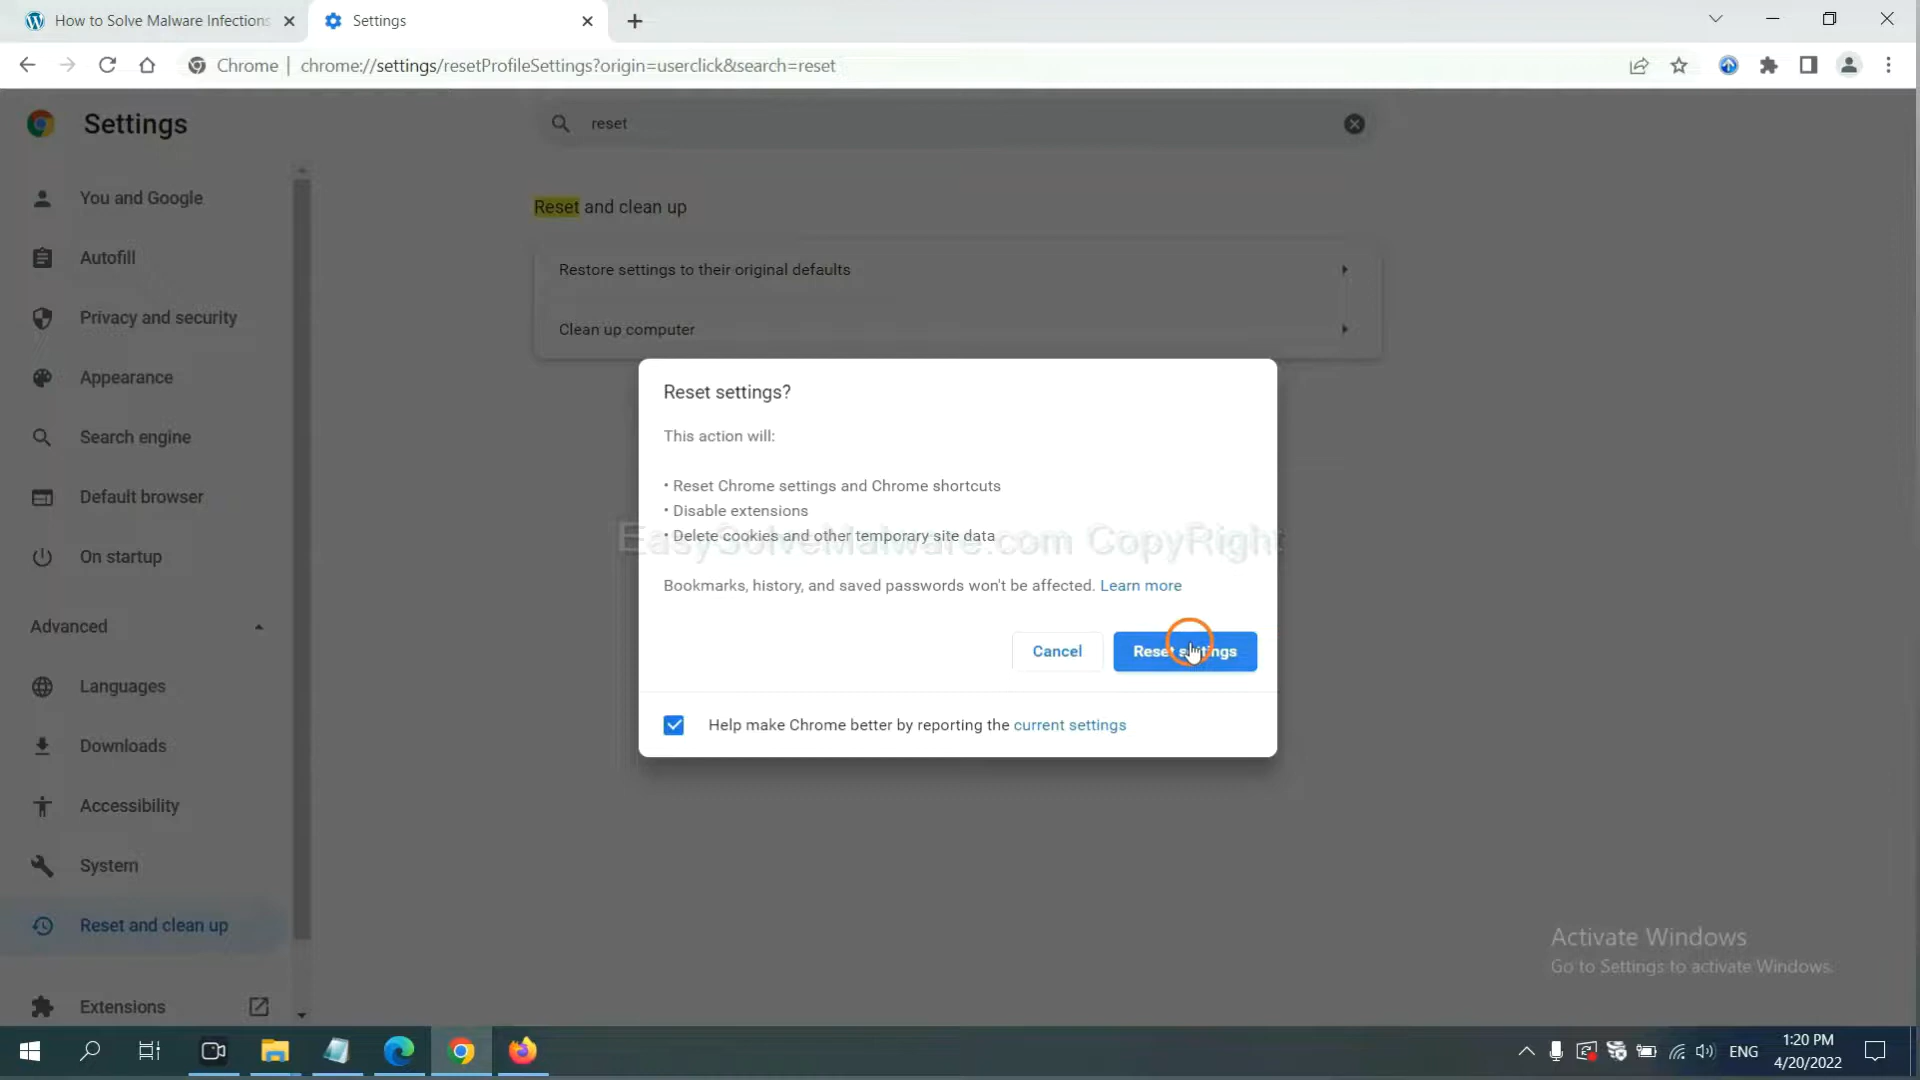 How to Solve Malware Infections
Settings
Chrome | chrome://settings/resetProfileSettings?origin=userclick&search=reset
Settings
reset
You and Google
Autofill
Privacy and security
Appearance
Search engine
Default browser
On startup
Advanced
Languages
Downloads
Accessibility
System
Reset and clean up
Extensions
Reset and clean up
Restore settings to their original defaults
Clean up computer
Reset settings?
This action will:
• Reset Chrome settings and Chrome shortcuts
• Disable extensions
• Delete cookies and other temporary site data
EasySolveMalware.com CopyRight
Bookmarks, history, and saved passwords won't be affected. Learn more
Cancel
Reset settings
Help make Chrome better by reporting the current settings
Activate Windows
Go to Settings to activate Windows.
ENG
1:20 PM
4/20/2022